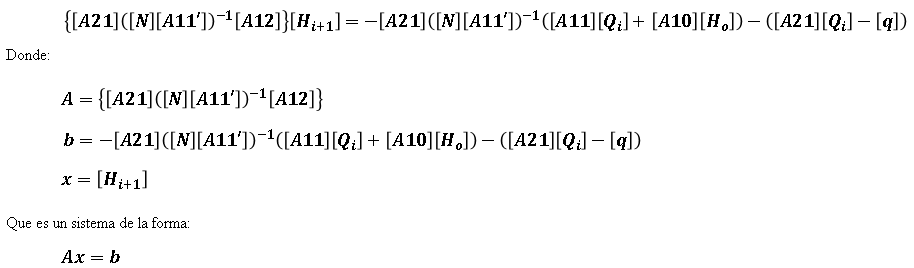 {[A21]([N][A11′])⁻¹[A12]}[Hᵢ₊₁] = −[A21]([N][A11′])⁻¹([A11][Qᵢ] + [A10][Hₒ]) − ([A21][Qᵢ] − [q])
Donde:
A = {[A21]([N][A11′])⁻¹[A12]}
b = −[A21]([N][A11′])⁻¹([A11][Qᵢ] + [A10][Hₒ]) − ([A21][Qᵢ] − [q])
x = [Hᵢ₊₁]
Que es un sistema de la forma:
Ax = b